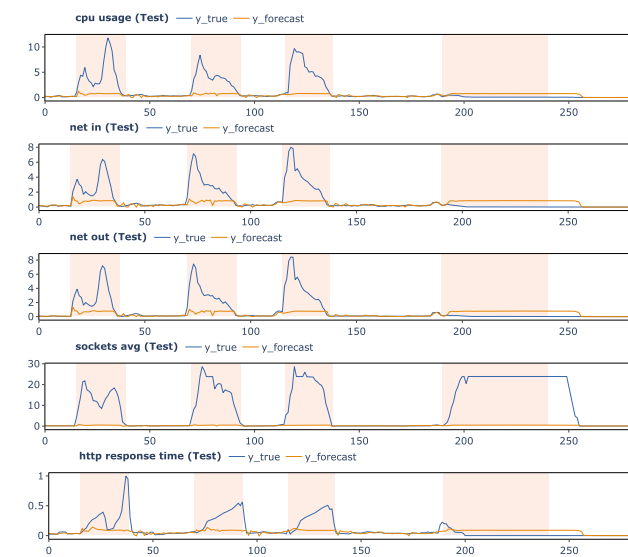 cpu usage (Test) y_true y_forecast
10
5
0
0 50 100 150 200 250
net in (Test) y_true y_forecast
8
6
4
2
0
0 50 100 150 200 250
net out (Test) y_true y_forecast
8
6
4
2
0
0 50 100 150 200 250
sockets avg (Test) y_true y_forecast
30
20
10
0
0 50 100 150 200 250
http response time (Test) y_true y_forecast
1
0.5
0
0 50 100 150 200 250